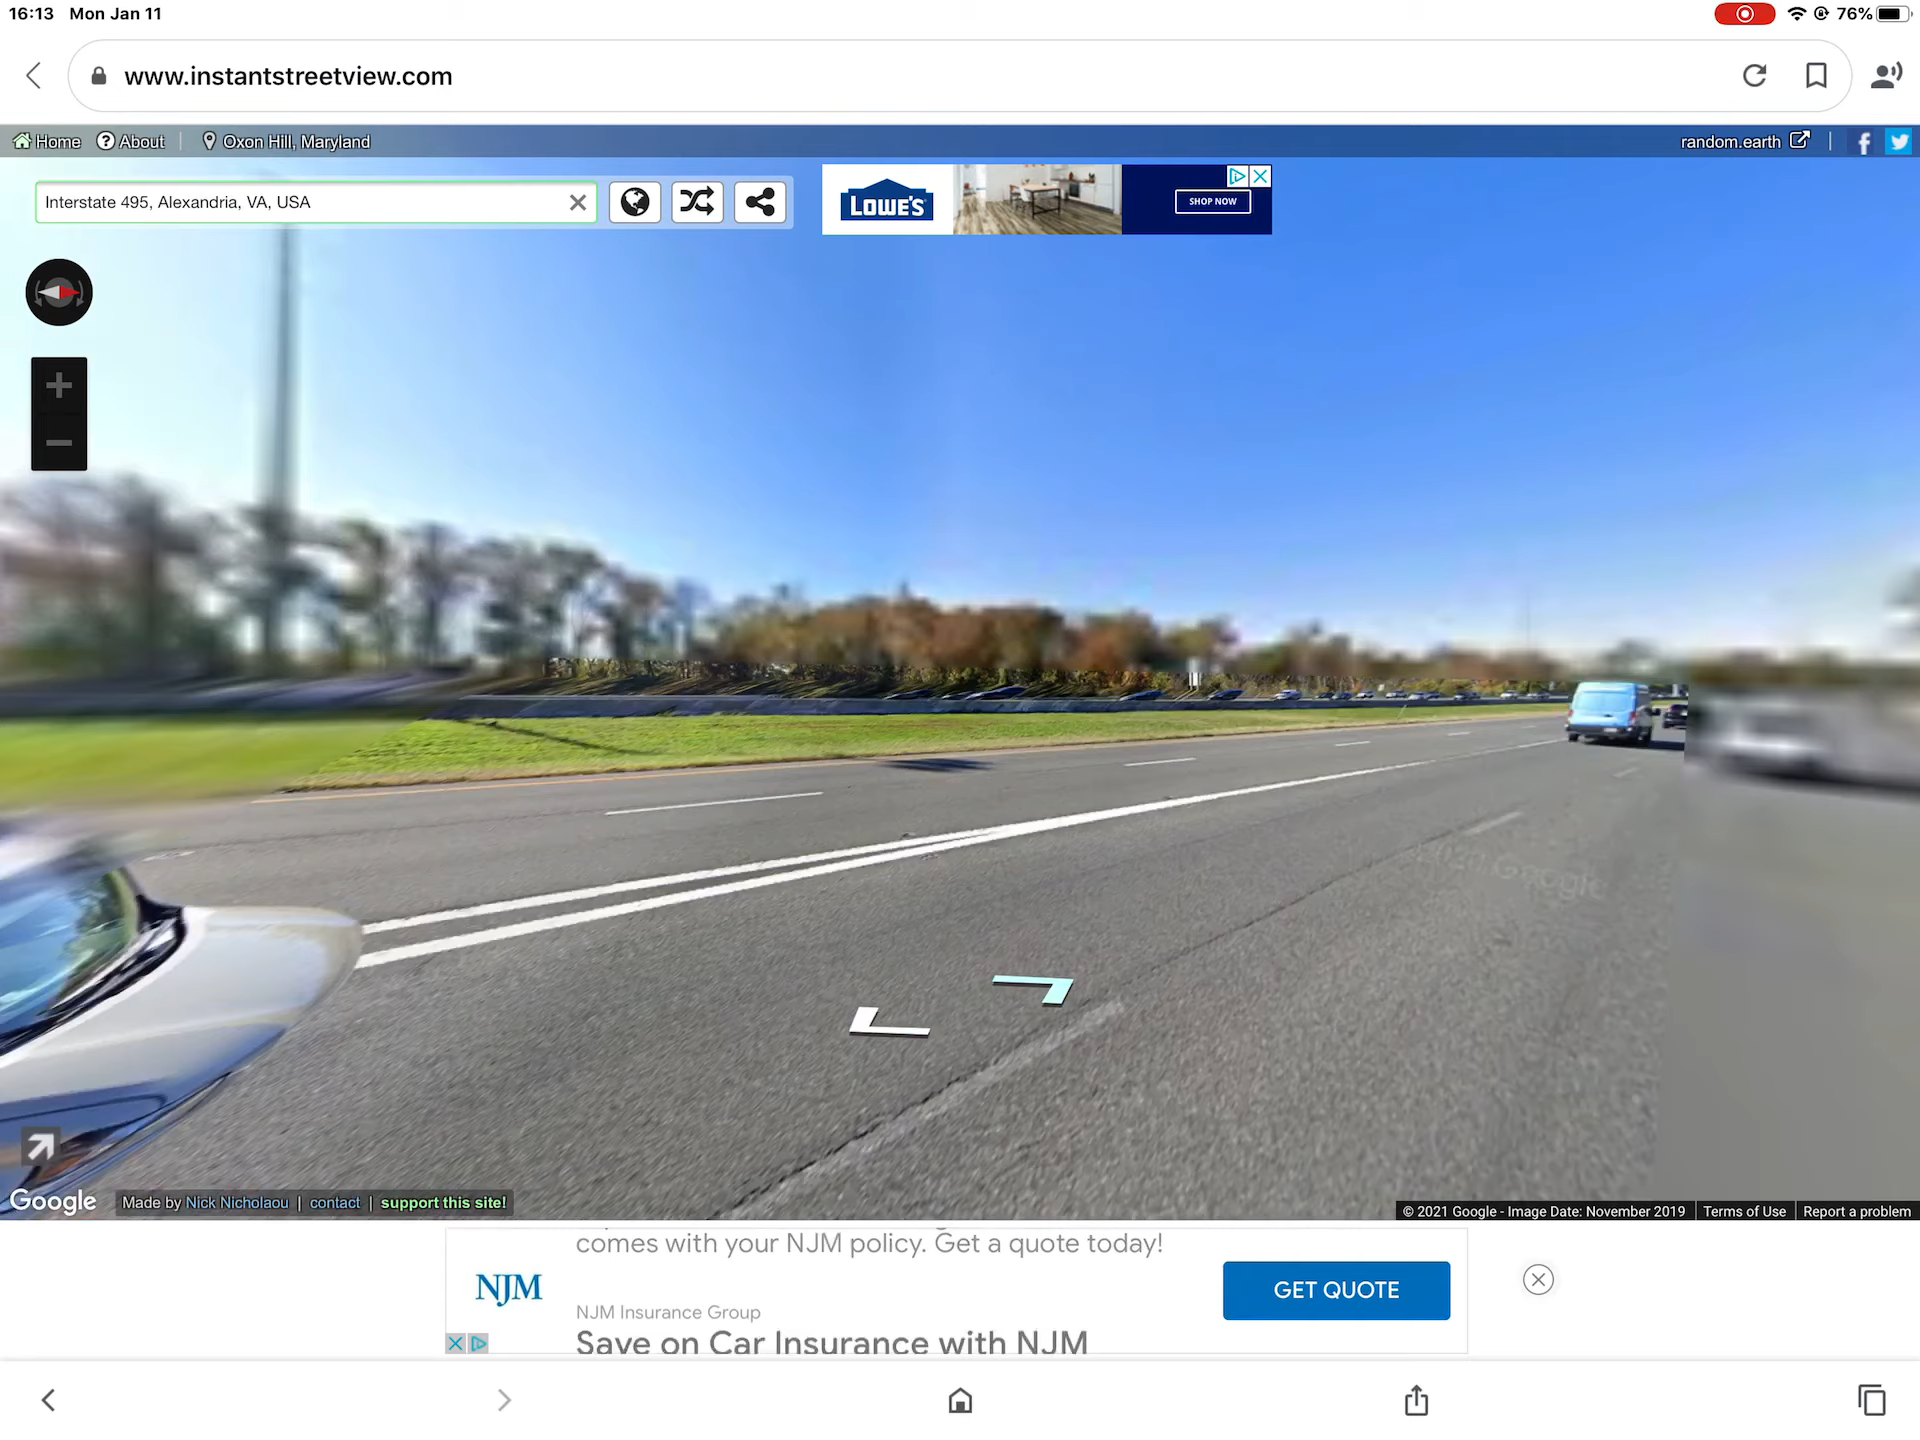 16:13 Mon Jan 11
76%
www.instantstreetview.com
Home About | Oxon Hill, Maryland
random.earth |
Interstate 495, Alexandria, VA, USA
LOWE'S
SHOP NOW
Google
Google Made by Nick Nicholaou | contact | support this site!
© 2021 Google - Image Date: November 2019 Terms of Use Report a problem
comes with your NJM policy. Get a quote today!
NJM
GET QUOTE
NJM Insurance Group
Save on Car Insurance with NJM